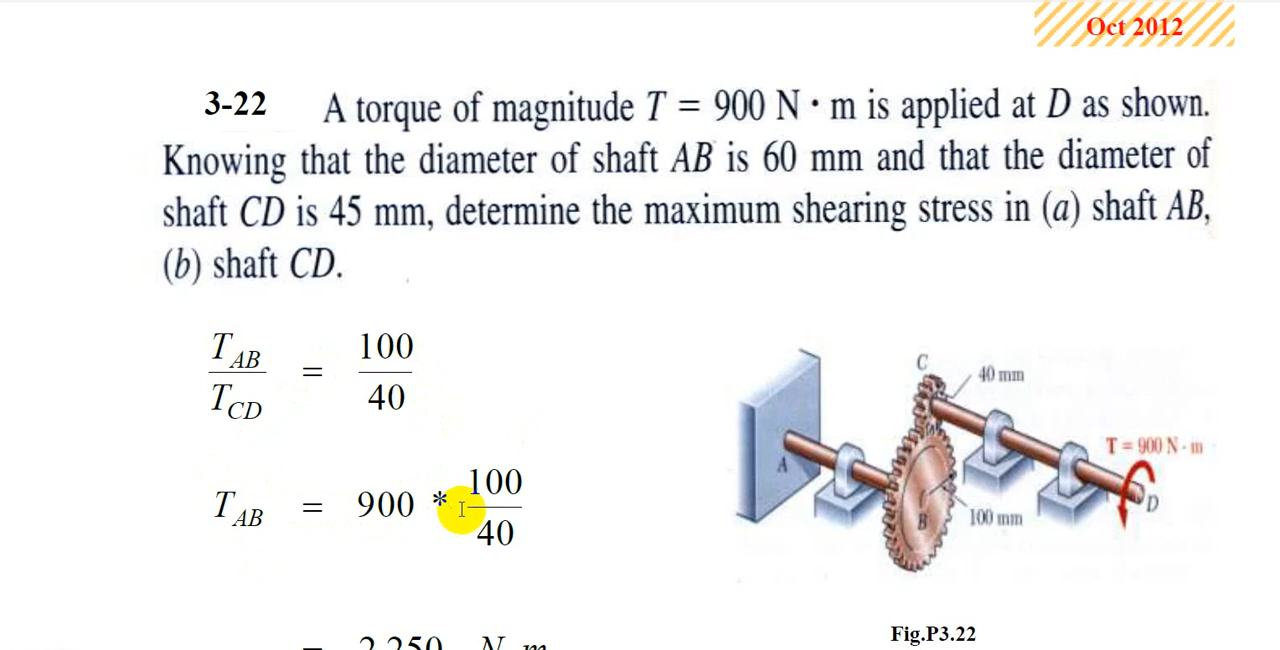 Oct 2012
3-22 A torque of magnitude T = 900 N · m is applied at D as shown.
Knowing that the diameter of shaft AB is 60 mm and that the diameter of
shaft CD is 45 mm, determine the maximum shearing stress in (a) shaft AB,
(b) shaft CD.
T_AB / T_CD = 100 / 40
T_AB = 900 * 100 / 40
= 2 250 N m
C
40 mm
T = 900 N · m
A
D
B
100 mm
Fig.P3.22